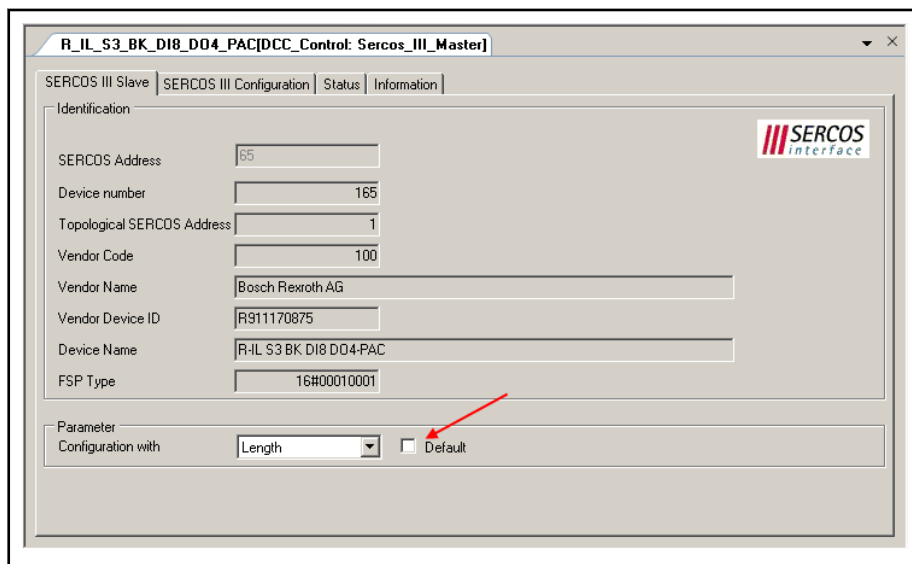 R_IL_S3_BK_DI8_DO4_PAC[DCC_Control: Sercos_III_Master]
SERCOS III Slave SERCOS III Configuration Status Information
Identification
SERCOS interface
SERCOS Address 65
Device number 165
Topological SERCOS Address 1
Vendor Code 100
Vendor Name Bosch Rexroth AG
Vendor Device ID R911170875
Device Name R-IL S3 BK DI8 DO4-PAC
FSP Type 16#00010001
Parameter
Configuration with Length Default